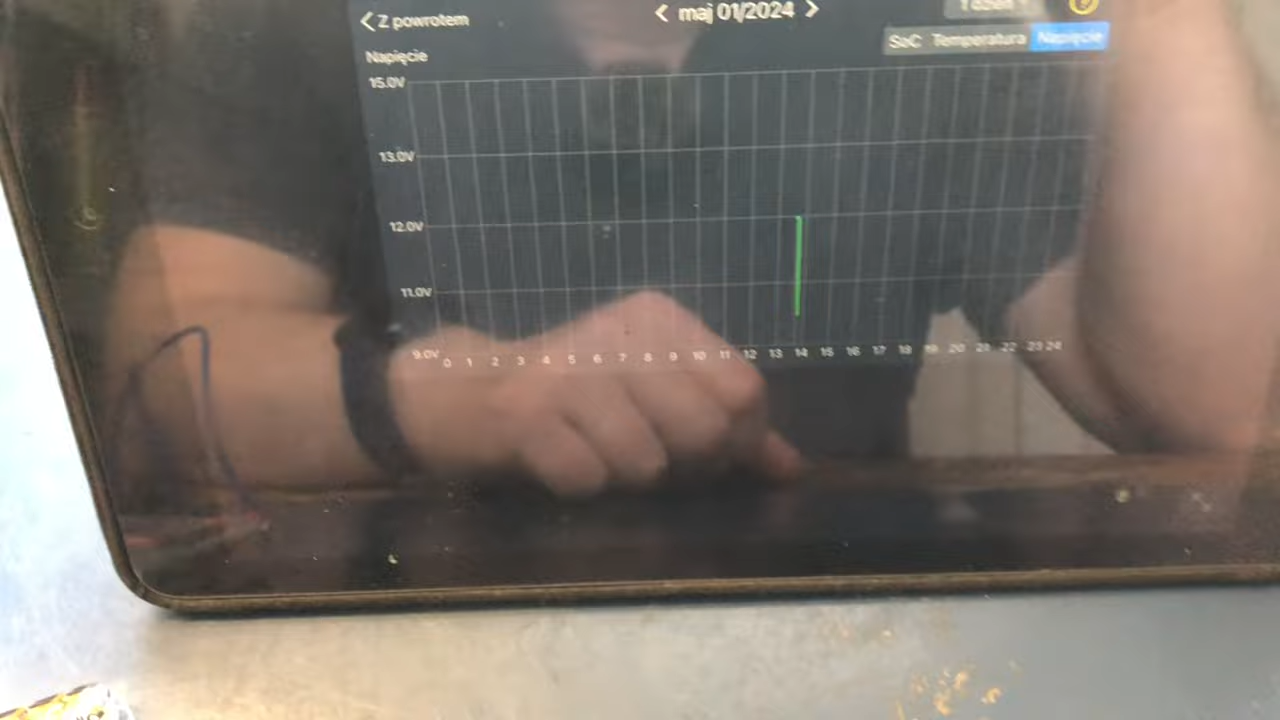 Z powrotem
maj 01/2024
1 dzień
SoC Temperatura Napięcie
Napięcie
15.0V
13.0V
12.0V
11.0V
9.0V
0 1 2 3 4 5 6 7 8 9 10 11 12 13 14 15 16 17 18 19 20 21 22 23 24